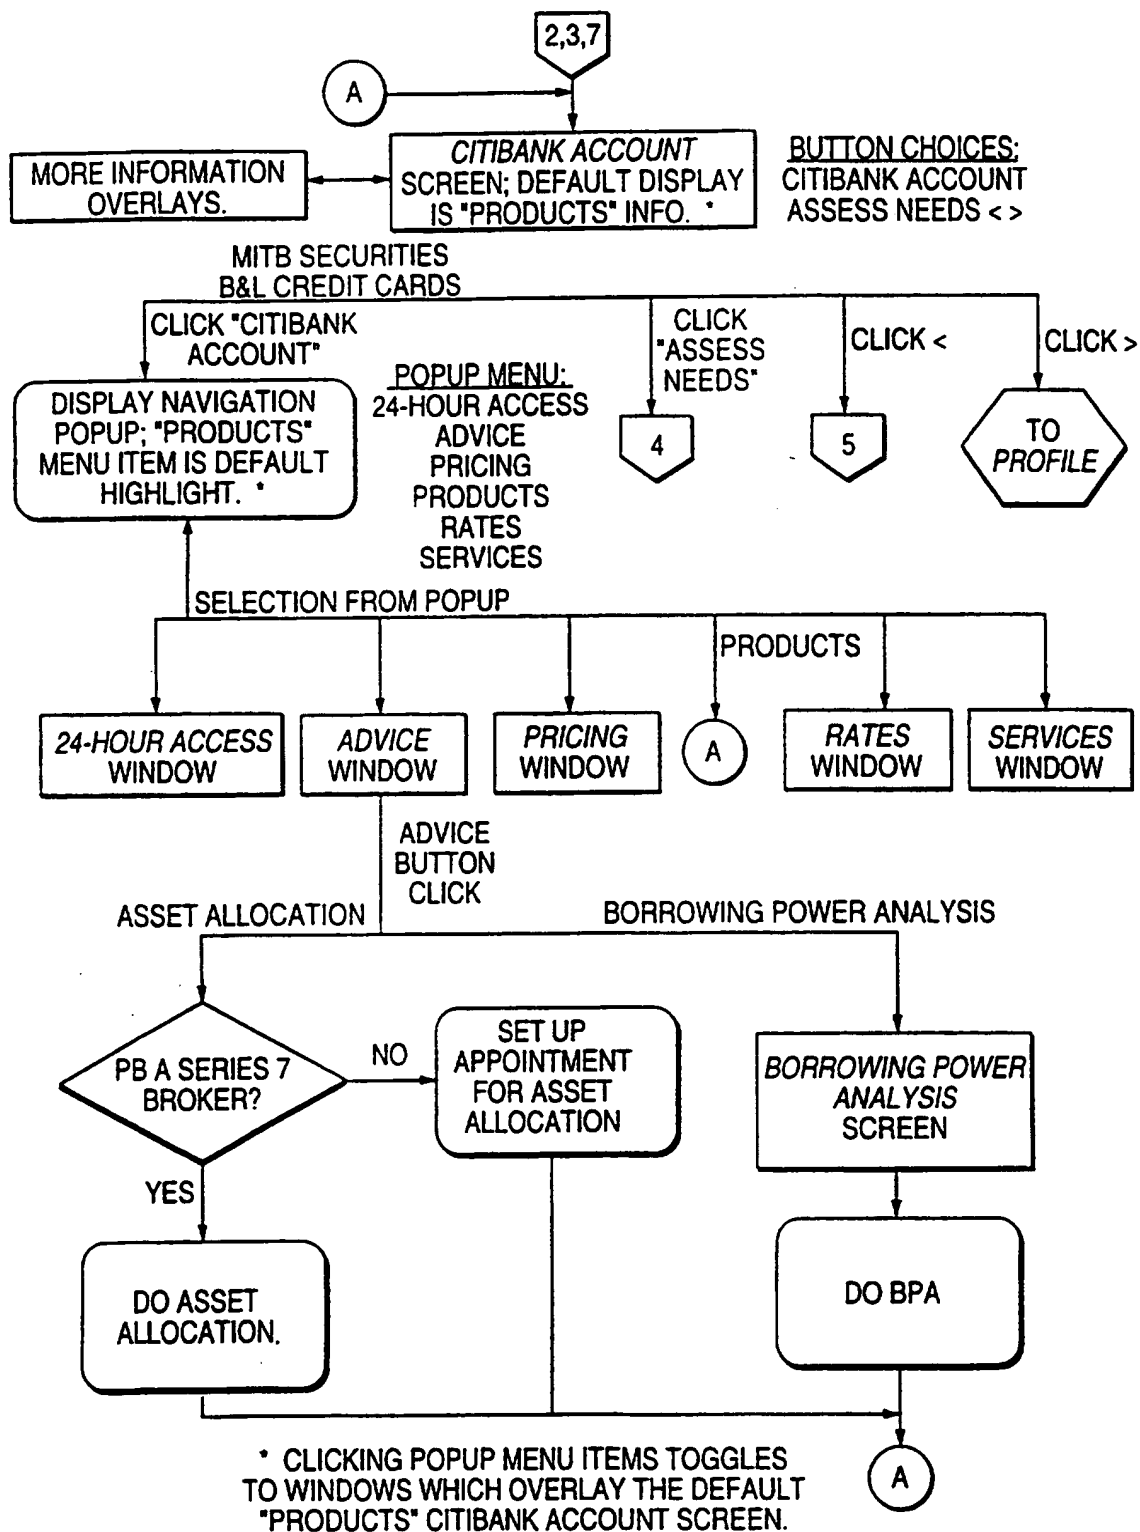 2,3,7
A
CITIBANK ACCOUNT
SCREEN; DEFAULT DISPLAY
IS "PRODUCTS" INFO. *
MORE INFORMATION
OVERLAYS.
BUTTON CHOICES:
CITIBANK ACCOUNT
ASSESS NEEDS < >
MITB SECURITIES
B&L CREDIT CARDS
CLICK "CITIBANK
ACCOUNT"
CLICK
"ASSESS
NEEDS"
CLICK <
CLICK >
DISPLAY NAVIGATION
POPUP; "PRODUCTS"
MENU ITEM IS DEFAULT
HIGHLIGHT. *
POPUP MENU:
24-HOUR ACCESS
ADVICE
PRICING
PRODUCTS
RATES
SERVICES
4
5
TO
PROFILE
SELECTION FROM POPUP
PRODUCTS
24-HOUR ACCESS
WINDOW
ADVICE
WINDOW
PRICING
WINDOW
A
RATES
WINDOW
SERVICES
WINDOW
ADVICE
BUTTON
CLICK
ASSET ALLOCATION
BORROWING POWER ANALYSIS
PB A SERIES 7
BROKER?
NO
SET UP
APPOINTMENT
FOR ASSET
ALLOCATION
BORROWING POWER
ANALYSIS
SCREEN
YES
DO ASSET
ALLOCATION.
DO BPA
A
* CLICKING POPUP MENU ITEMS TOGGLES
TO WINDOWS WHICH OVERLAY THE DEFAULT
"PRODUCTS" CITIBANK ACCOUNT SCREEN.